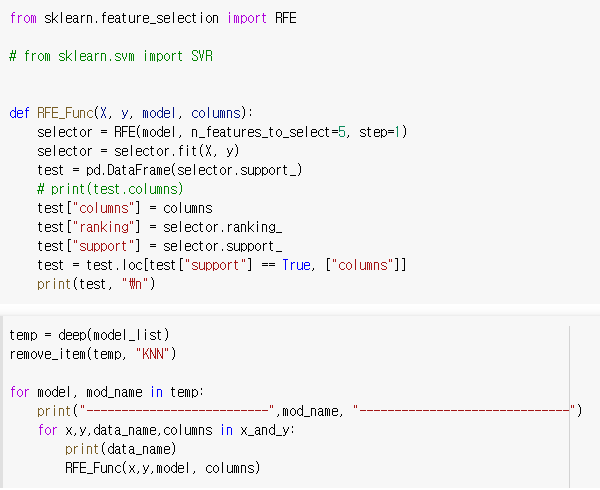 from sklearn.feature_selection import RFE
# from sklearn.svm import SVR
def RFE_Func(X, y, model, columns):
selector = RFE(model, n_features_to_select=5, step=1)
selector = selector.fit(X, y)
test = pd.DataFrame(selector.support_)
# print(test.columns)
test["columns"] = columns
test["ranking"] = selector.ranking_
test["support"] = selector.support_
test = test.loc[test["support"] == True, ["columns"]]
print(test, "₩n")
temp = deep(model_list)
remove_item(temp, "KNN")
for model, mod_name in temp:
print("--------------------------",mod_name, "------------------------------")
for x,y,data_name,columns in x_and_y:
print(data_name)
RFE_Func(x,y,model, columns)